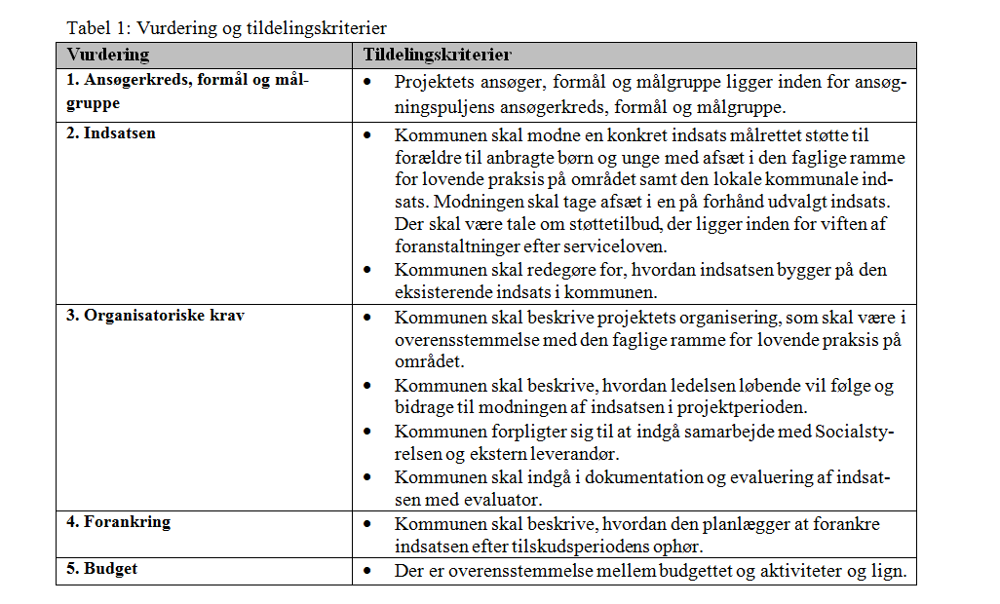 Tabel 1: Vurdering og tildelingskriterier
Vurdering
Tildelingskriterier
1. Ansøgerkreds, formål og mål-
gruppe
• Projektets ansøger, formål og målgruppe ligger inden for ansøg-
ningspuljens ansøgerkreds, formål og målgruppe.
2. Indsatsen
• Kommunen skal modne en konkret indsats målrettet støtte til
forældre til anbragte børn og unge med afsæt i den faglige ramme
for lovende praksis på området samt den lokale kommunale ind-
sats. Modningen skal tage afsæt i en på forhånd udvalgt indsats.
Der skal være tale om støttetilbud, der ligger inden for viften af
foranstaltninger efter serviceloven.
• Kommunen skal redegøre for, hvordan indsatsen bygger på den
eksisterende indsats i kommunen.
3. Organisatoriske krav
• Kommunen skal beskrive projektets organisering, som skal være i
overensstemmelse med den faglige ramme for lovende praksis på
området.
• Kommunen skal beskrive, hvordan ledelsen løbende vil følge og
bidrage til modningen af indsatsen i projektperioden.
• Kommunen forpligter sig til at indgå samarbejde med Socialsty-
relsen og ekstern leverandør.
• Kommunen skal indgå i dokumentation og evaluering af indsat-
sen med evaluator.
4. Forankring
• Kommunen skal beskrive, hvordan den planlægger at forankre
indsatsen efter tilskudsperiodens ophør.
5. Budget
• Der er overensstemmelse mellem budgettet og aktiviteter og lign.